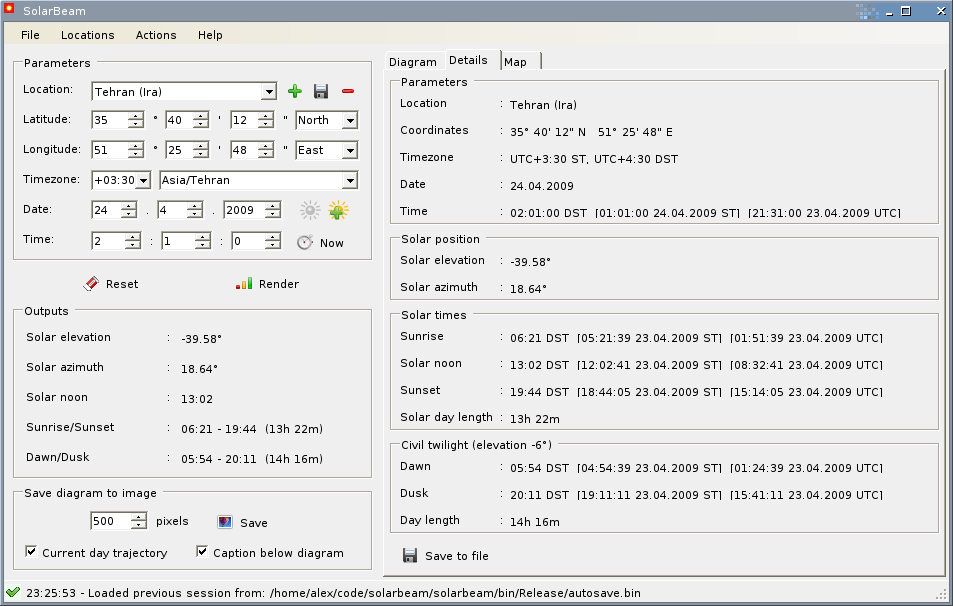 SolarBeam
File Locations Actions Help
Parameters
Location: Tehran (Ira)
Latitude: 35 ° 40 ' 12 " North
Longitude: 51 ° 25 ' 48 " East
Timezone: +03:30 Asia/Tehran
Date: 24 . 4 . 2009
Time: 2 : 1 : 0 Now
Reset Render
Outputs
Solar elevation : -39.58°
Solar azimuth : 18.64°
Solar noon : 13:02
Sunrise/Sunset : 06:21 - 19:44 (13h 22m)
Dawn/Dusk : 05:54 - 20:11 (14h 16m)
Save diagram to image
500 pixels Save
Current day trajectory Caption below diagram
Diagram Details Map
Parameters
Location : Tehran (Ira)
Coordinates : 35° 40' 12" N 51° 25' 48" E
Timezone : UTC+3:30 ST, UTC+4:30 DST
Date : 24.04.2009
Time : 02:01:00 DST [01:01:00 24.04.2009 ST] [21:31:00 23.04.2009 UTC]
Solar position
Solar elevation : -39.58°
Solar azimuth : 18.64°
Solar times
Sunrise : 06:21 DST [05:21:39 23.04.2009 ST] [01:51:39 23.04.2009 UTC]
Solar noon : 13:02 DST [12:02:41 23.04.2009 ST] [08:32:41 23.04.2009 UTC]
Sunset : 19:44 DST [18:44:05 23.04.2009 ST] [15:14:05 23.04.2009 UTC]
Solar day length : 13h 22m
Civil twilight (elevation -6°)
Dawn : 05:54 DST [04:54:39 23.04.2009 ST] [01:24:39 23.04.2009 UTC]
Dusk : 20:11 DST [19:11:11 23.04.2009 ST] [15:41:11 23.04.2009 UTC]
Day length : 14h 16m
Save to file
23:25:53 - Loaded previous session from: /home/alex/code/solarbeam/solarbeam/bin/Release/autosave.bin